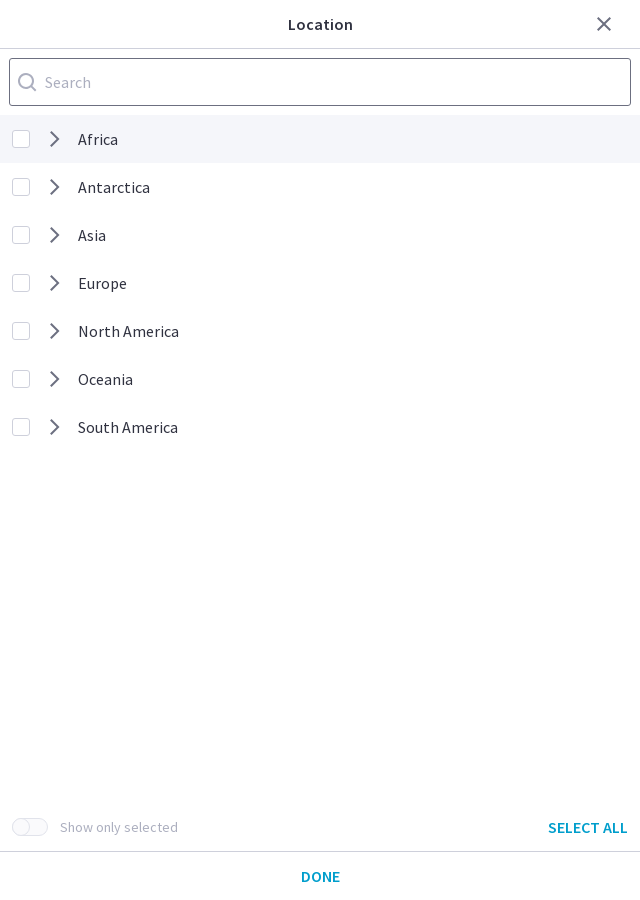 Location
Search
Africa
Antarctica
Asia
Europe
North America
Oceania
South America
Show only selected
SELECT ALL
DONE